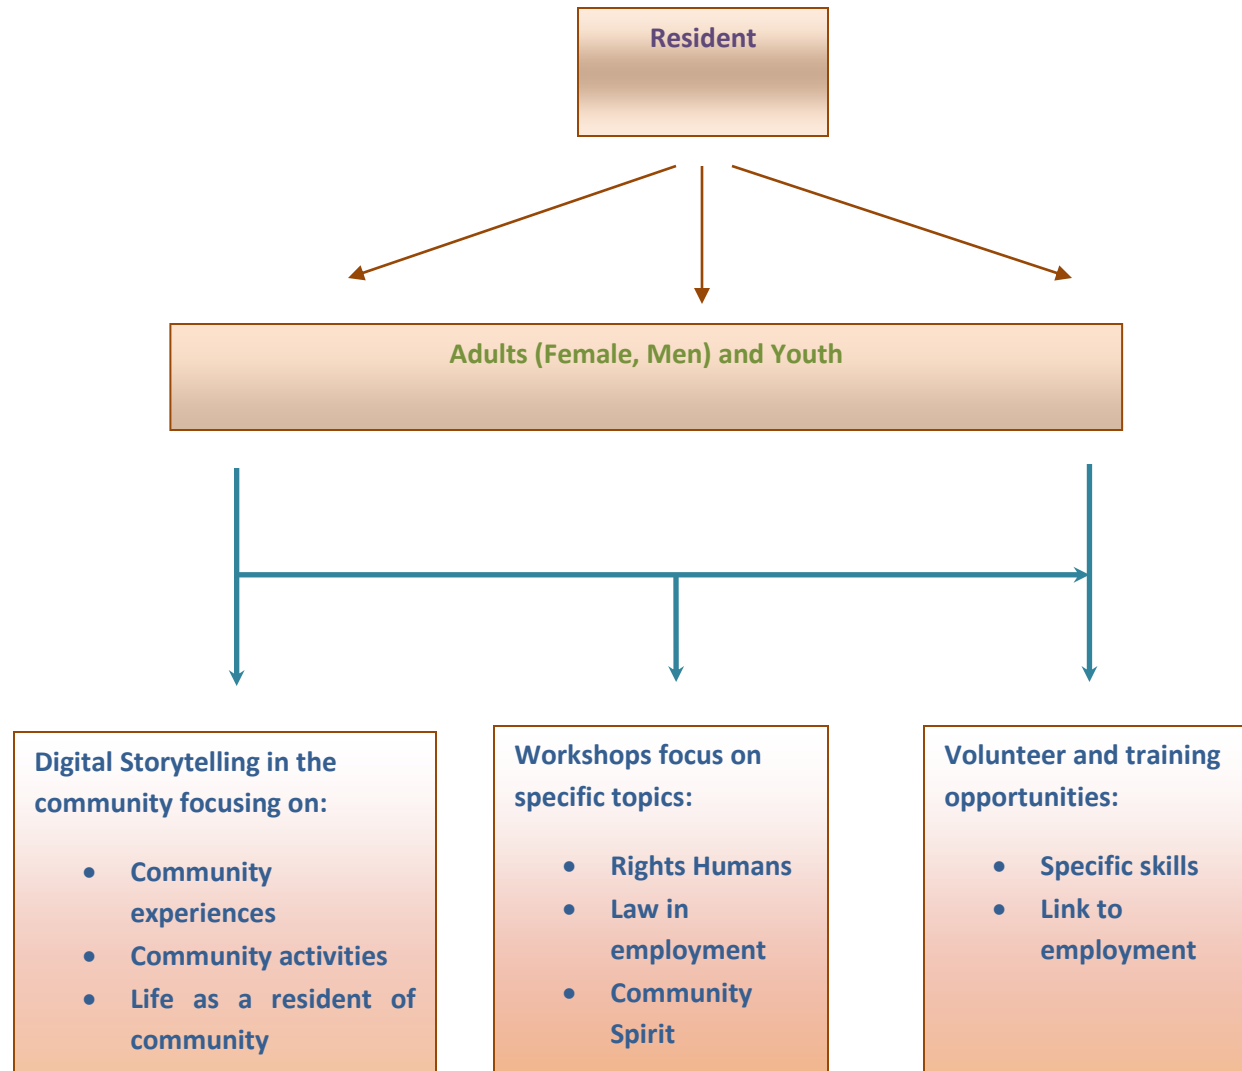 Resident
Adults (Female, Men) and Youth
Digital Storytelling in the
community focusing on:
• Community
experiences
• Community activities
• Life as a resident of
community
Workshops focus on
specific topics:
• Rights Humans
• Law in
employment
• Community
Spirit
Volunteer and training
opportunities:
• Specific skills
• Link to
employment